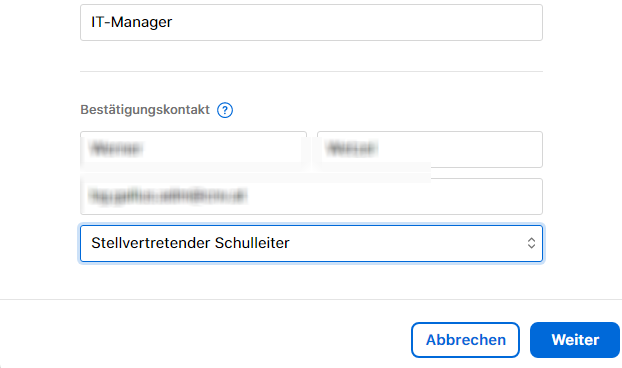 IT-Manager
Bestätigungskontakt ?
Stellvertretender Schulleiter
Abbrechen Weiter